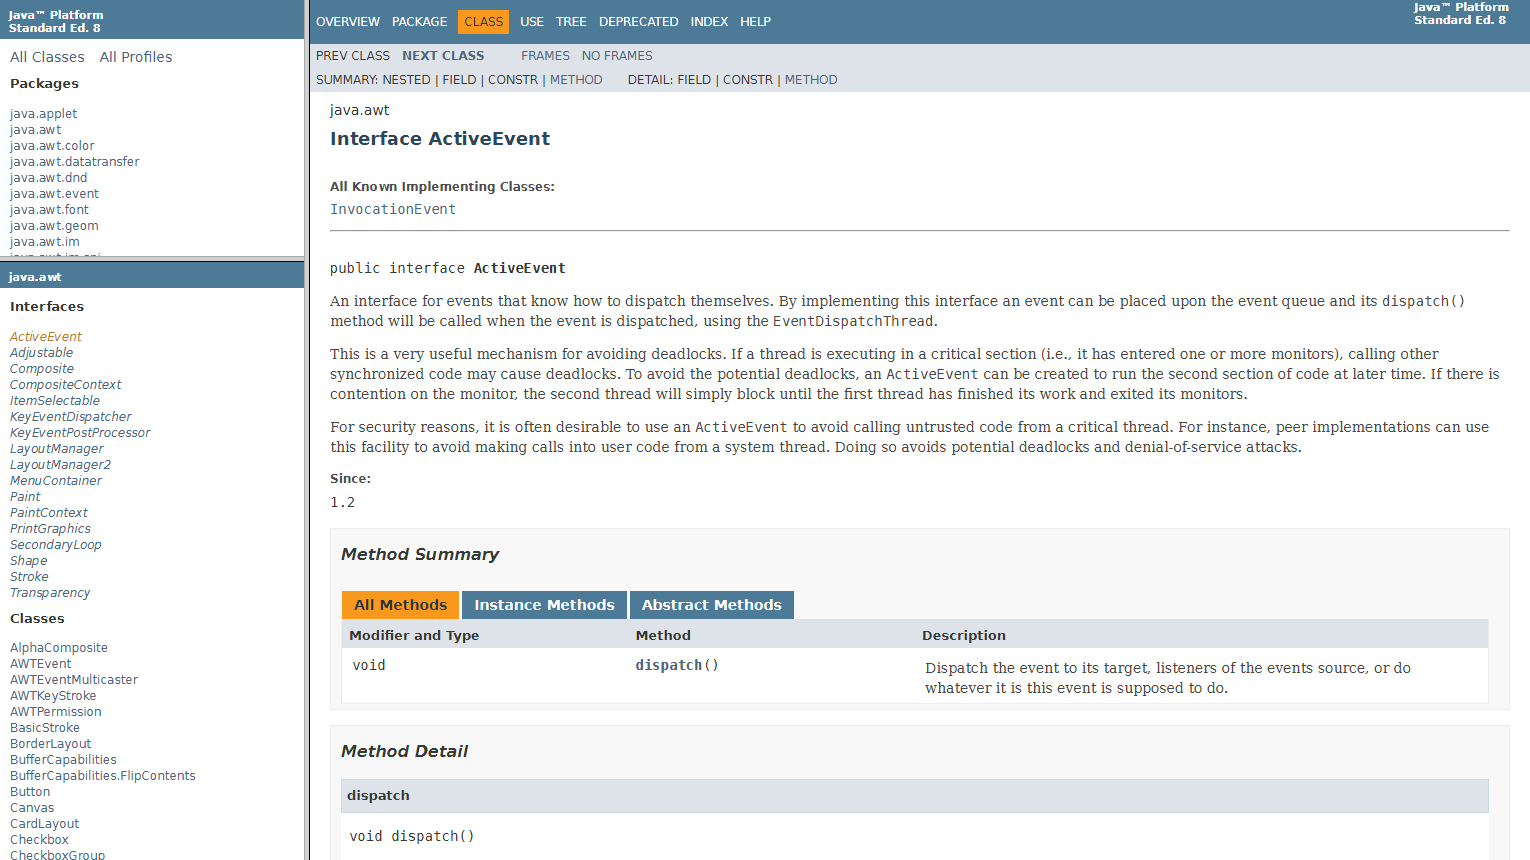 Java™ Platform
Standard Ed. 8
All Classes All Profiles
Packages
java.applet
java.awt
java.awt.color
java.awt.datatransfer
java.awt.dnd
java.awt.event
java.awt.font
java.awt.geom
java.awt.im
java.awt
Interfaces
ActiveEvent
Adjustable
Composite
CompositeContext
ItemSelectable
KeyEventDispatcher
KeyEventPostProcessor
LayoutManager
LayoutManager2
MenuContainer
Paint
PaintContext
PrintGraphics
SecondaryLoop
Shape
Stroke
Transparency
Classes
AlphaComposite
AWTEvent
AWTEventMulticaster
AWTKeyStroke
AWTPermission
BasicStroke
BorderLayout
BufferCapabilities
BufferCapabilities.FlipContents
Button
Canvas
CardLayout
Checkbox
CheckboxGroup
OVERVIEW PACKAGE CLASS USE TREE DEPRECATED INDEX HELP
Java™ Platform
Standard Ed. 8
PREV CLASS NEXT CLASS FRAMES NO FRAMES
SUMMARY: NESTED | FIELD | CONSTR | METHOD DETAIL: FIELD | CONSTR | METHOD
java.awt
Interface ActiveEvent
All Known Implementing Classes:
InvocationEvent
public interface ActiveEvent
An interface for events that know how to dispatch themselves. By implementing this interface an event can be placed upon the event queue and its dispatch()
method will be called when the event is dispatched, using the EventDispatchThread.
This is a very useful mechanism for avoiding deadlocks. If a thread is executing in a critical section (i.e., it has entered one or more monitors), calling other
synchronized code may cause deadlocks. To avoid the potential deadlocks, an ActiveEvent can be created to run the second section of code at later time. If there is
contention on the monitor, the second thread will simply block until the first thread has finished its work and exited its monitors.
For security reasons, it is often desirable to use an ActiveEvent to avoid calling untrusted code from a critical thread. For instance, peer implementations can use
this facility to avoid making calls into user code from a system thread. Doing so avoids potential deadlocks and denial-of-service attacks.
Since:
1.2
Method Summary
All Methods Instance Methods Abstract Methods
Modifier and Type Method Description
void dispatch() Dispatch the event to its target, listeners of the events source, or do
whatever it is this event is supposed to do.
Method Detail
dispatch
void dispatch()